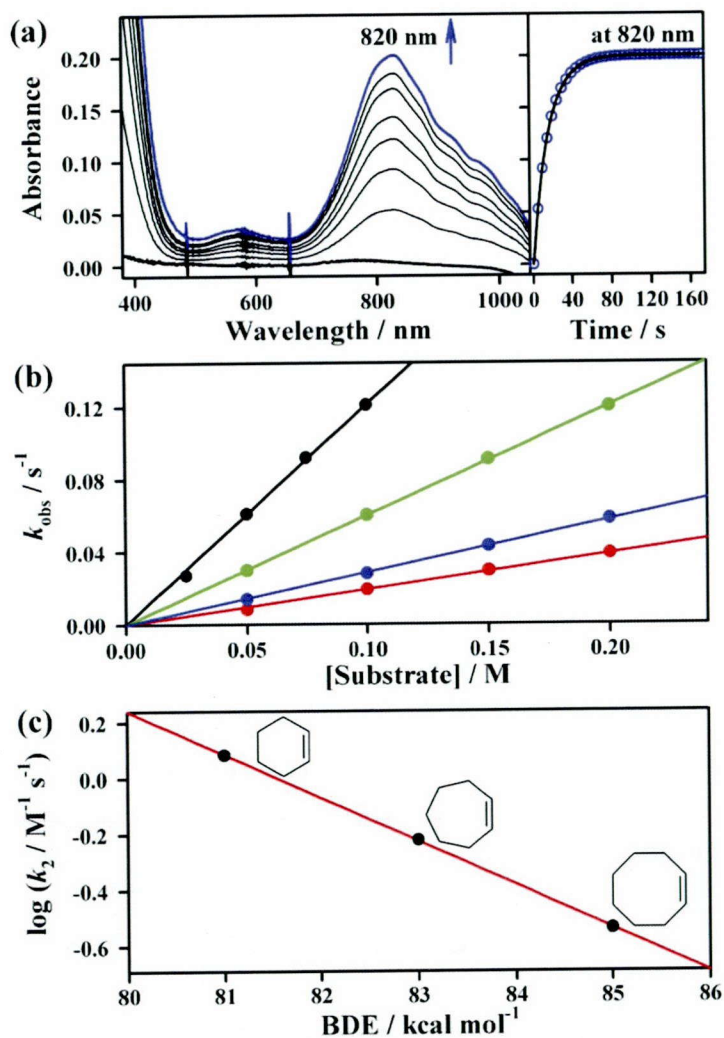 (a)
820 nm
at 820 nm
0.20
0.15
0.10
0.05
0.00
Absorbance
400 600 800 1000
0 40 80 120 160
Wavelength / nm
Time / s
(b)
0.12
0.08
0.04
0.00
k_obs / s⁻¹
0.00 0.05 0.10 0.15 0.20
[Substrate] / M
(c)
0.2
0.0
-0.2
-0.4
-0.6
log (k₂ / M⁻¹ s⁻¹)
80 81 82 83 84 85 86
BDE / kcal mol⁻¹